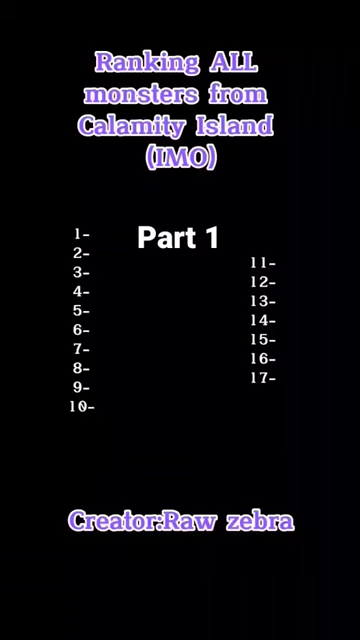 Ranking ALL
monsters from
Calamity Island
(IMO)
Part 1
1-
2-
3-
4-
5-
6-
7-
8-
9-
10-
11-
12-
13-
14-
15-
16-
17-
Creator:Raw zebra